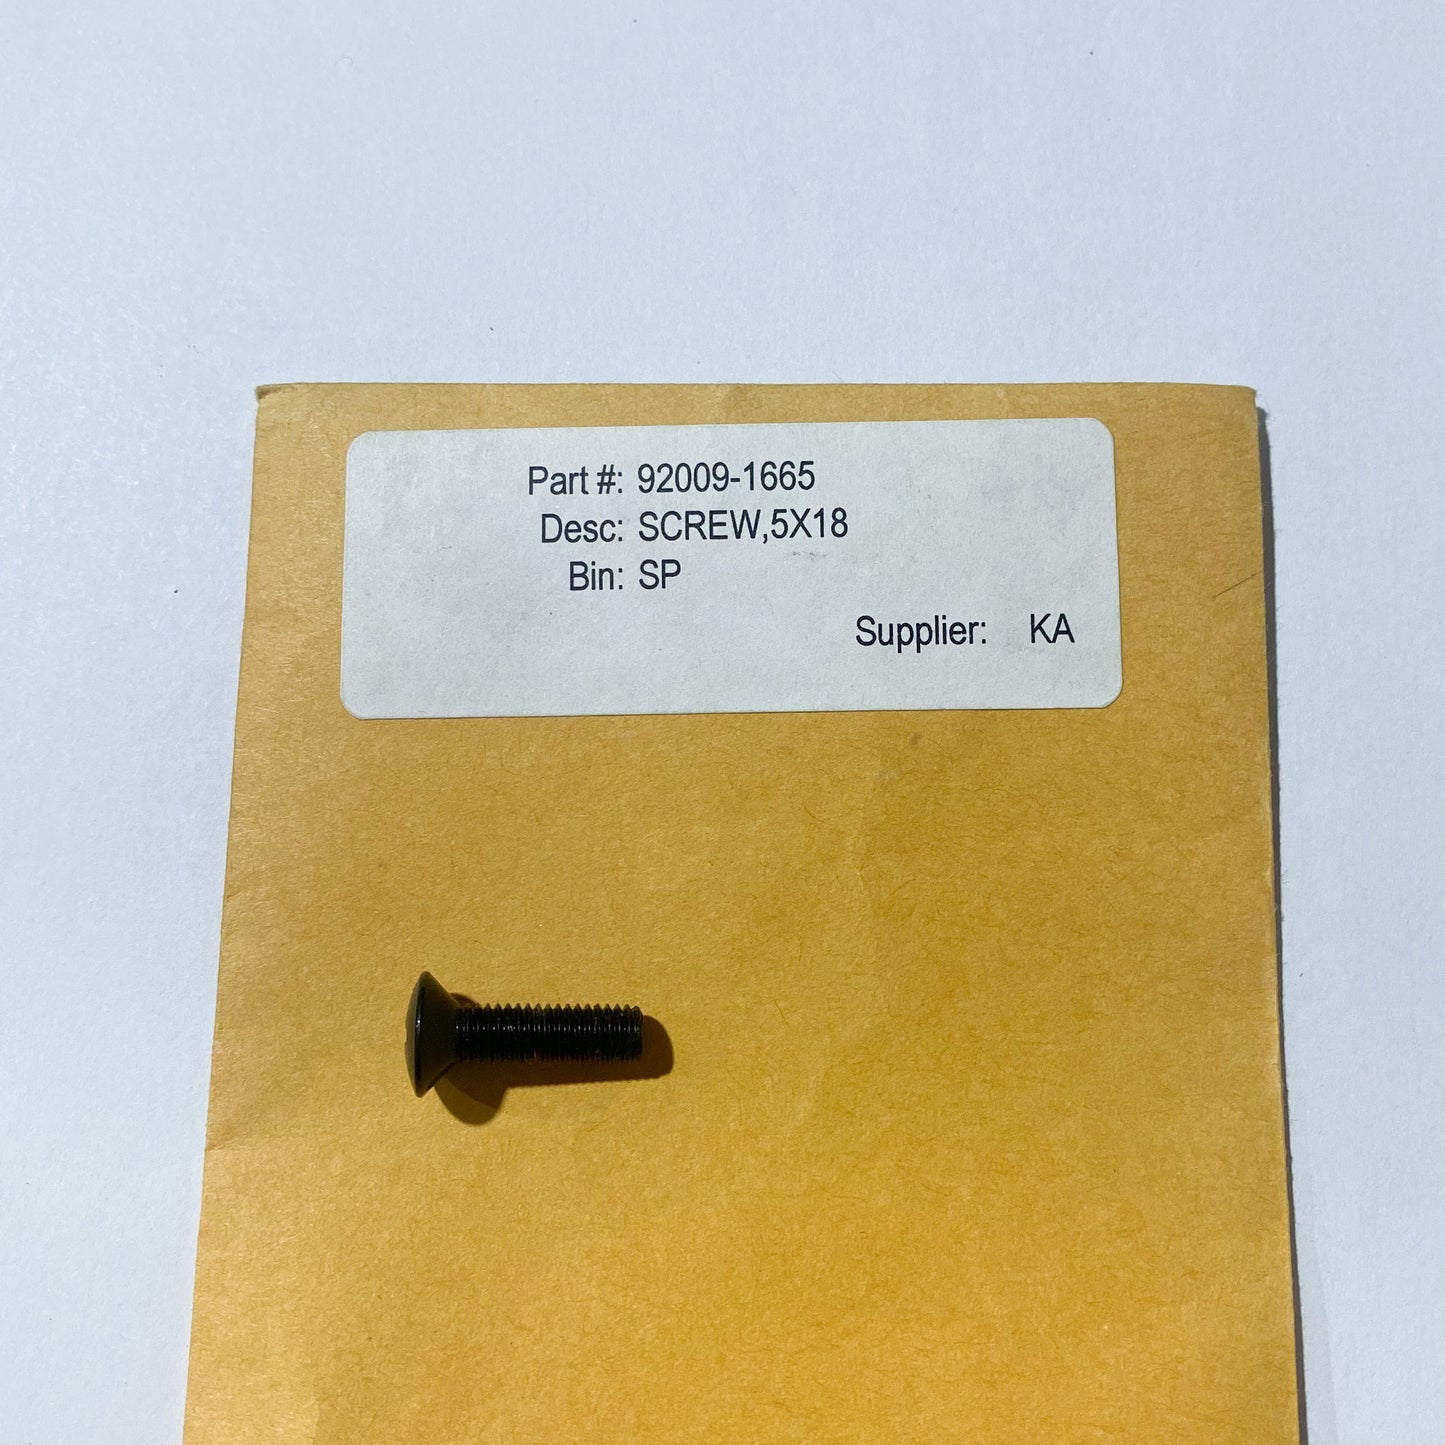 Part #: 92009-1665
Desc: SCREW,5X18
Bin: SP
Supplier: KA